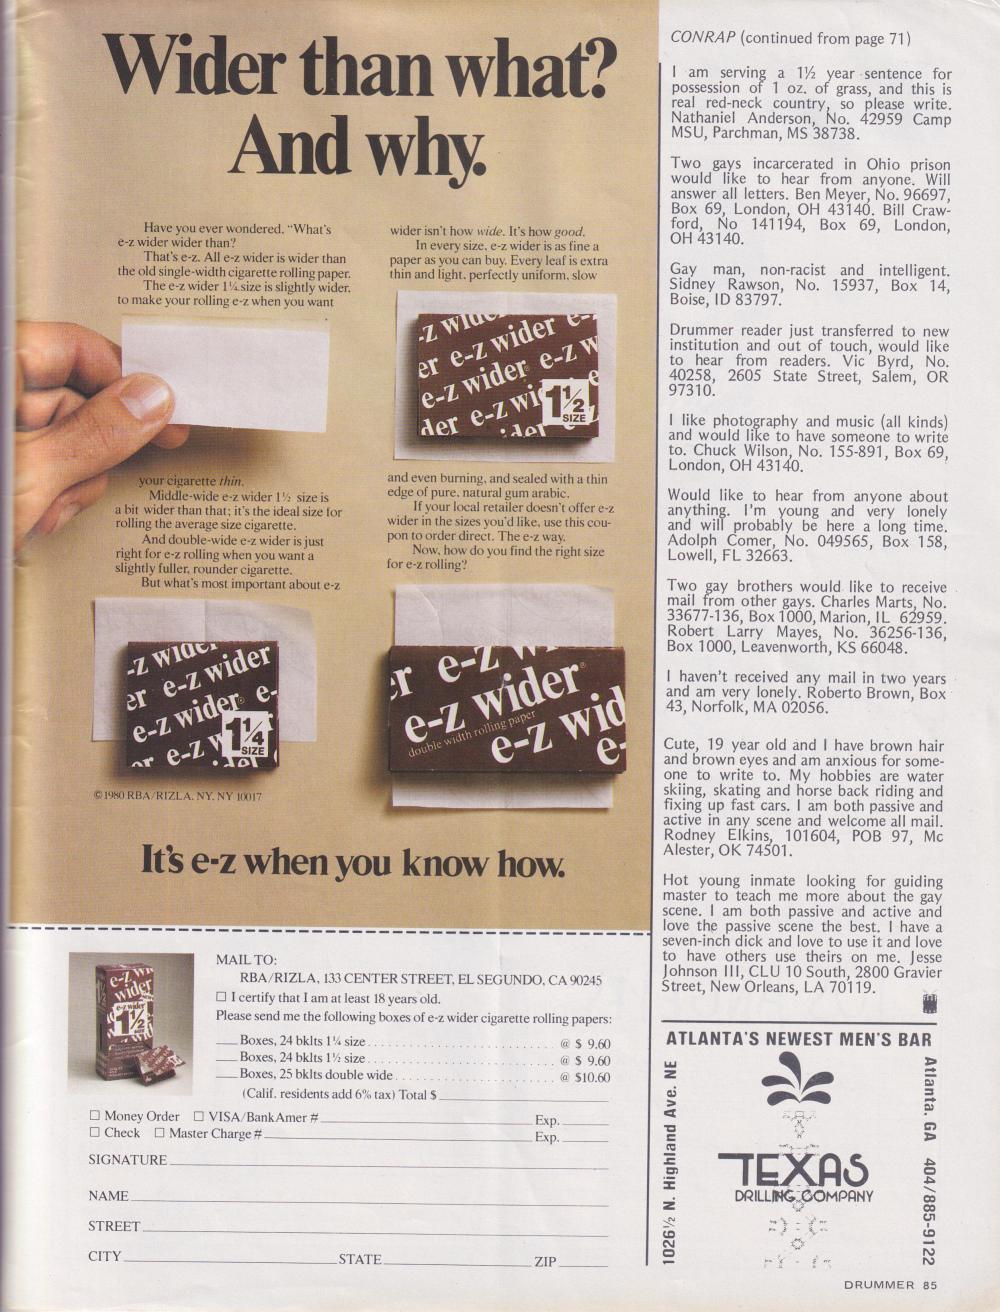 Wider than what?
And why.
Have you ever wondered, "What's
e-z wider wider than?
That's e-z. All e-z wider is wider than
the old single-width cigarette rolling paper.
The e-z wider 1¼ size is slightly wider,
to make your rolling e-z when you want
your cigarette thin.
Middle-wide e-z wider 1½ size is
a bit wider than that; it's the ideal size for
rolling the average size cigarette.
And double-wide e-z wider is just
right for e-z rolling when you want a
slightly fuller, rounder cigarette.
But what's most important about e-z
wider isn't how wide. It's how good.
In every size, e-z wider is as fine a
paper as you can buy. Every leaf is extra
thin and light, perfectly uniform, slow
-z wider
er e-z wider e-z
e-z wider® e-z w
e-z wider e
der e-z wid
der
1½
SIZE
and even burning, and sealed with a thin
edge of pure, natural gum arabic.
If your local retailer doesn't offer e-z
wider in the sizes you'd like, use this cou-
pon to order direct. The e-z way.
Now, how do you find the right size
for e-z rolling?
-z wider
er e-z wider
e-z wider® e-
e-z w
1¼
SIZE
er e-z wi
e-z wider®
double width rolling paper
e-z wid
e-
©1980 RBA/RIZLA, NY, NY 10017
It's e-z when you know how.
e-z wi
wider
e-z wider
1½
SIZE
MAIL TO:
RBA/RIZLA, 133 CENTER STREET, EL SEGUNDO, CA 90245
☐ I certify that I am at least 18 years old.
Please send me the following boxes of e-z wider cigarette rolling papers:
___Boxes, 24 bklts 1¼ size.......................... @ $ 9.60
___Boxes, 24 bklts 1½ size.......................... @ $ 9.60
___Boxes, 25 bklts double wide...................... @ $10.60
(Calif. residents add 6% tax) Total $____________
☐ Money Order ☐ VISA/BankAmer #____________ Exp.______
☐ Check ☐ Master Charge #____________ Exp.______
SIGNATURE____________
NAME____________
STREET____________
CITY____________STATE____________ZIP______
CONRAP (continued from page 71)
I am serving a 1½ year sentence for
possession of 1 oz. of grass, and this is
real red-neck country, so please write.
Nathaniel Anderson, No. 42959 Camp
MSU, Parchman, MS 38738.
Two gays incarcerated in Ohio prison
would like to hear from anyone. Will
answer all letters. Ben Meyer, No. 96697,
Box 69, London, OH 43140. Bill Craw-
ford, No 141194, Box 69, London,
OH 43140.
Gay man, non-racist and intelligent.
Sidney Rawson, No. 15937, Box 14,
Boise, ID 83797.
Drummer reader just transferred to new
institution and out of touch, would like
to hear from readers. Vic Byrd, No.
40258, 2605 State Street, Salem, OR
97310.
I like photography and music (all kinds)
and would like to have someone to write
to. Chuck Wilson, No. 155-891, Box 69,
London, OH 43140.
Would like to hear from anyone about
anything. I'm young and very lonely
and will probably be here a long time.
Adolph Comer, No. 049565, Box 158,
Lowell, FL 32663.
Two gay brothers would like to receive
mail from other gays. Charles Marts, No.
33677-136, Box 1000, Marion, IL 62959.
Robert Larry Mayes, No. 36256-136,
Box 1000, Leavenworth, KS 66048.
I haven't received any mail in two years
and am very lonely. Roberto Brown, Box
43, Norfolk, MA 02056.
Cute, 19 year old and I have brown hair
and brown eyes and am anxious for some-
one to write to. My hobbies are water
skiing, skating and horse back riding and
fixing up fast cars. I am both passive and
active in any scene and welcome all mail.
Rodney Elkins, 101604, POB 97, Mc
Alester, OK 74501.
Hot young inmate looking for guiding
master to teach me more about the gay
scene. I am both passive and active and
love the passive scene the best. I have a
seven-inch dick and love to use it and love
to have others use theirs on me. Jesse
Johnson III, CLU 10 South, 2800 Gravier
Street, New Orleans, LA 70119.
ATLANTA'S NEWEST MEN'S BAR
1026½ N. Highland Ave. NE
TEXAS
DRILLING COMPANY
Atlanta. GA 404/885-9122
DRUMMER 85